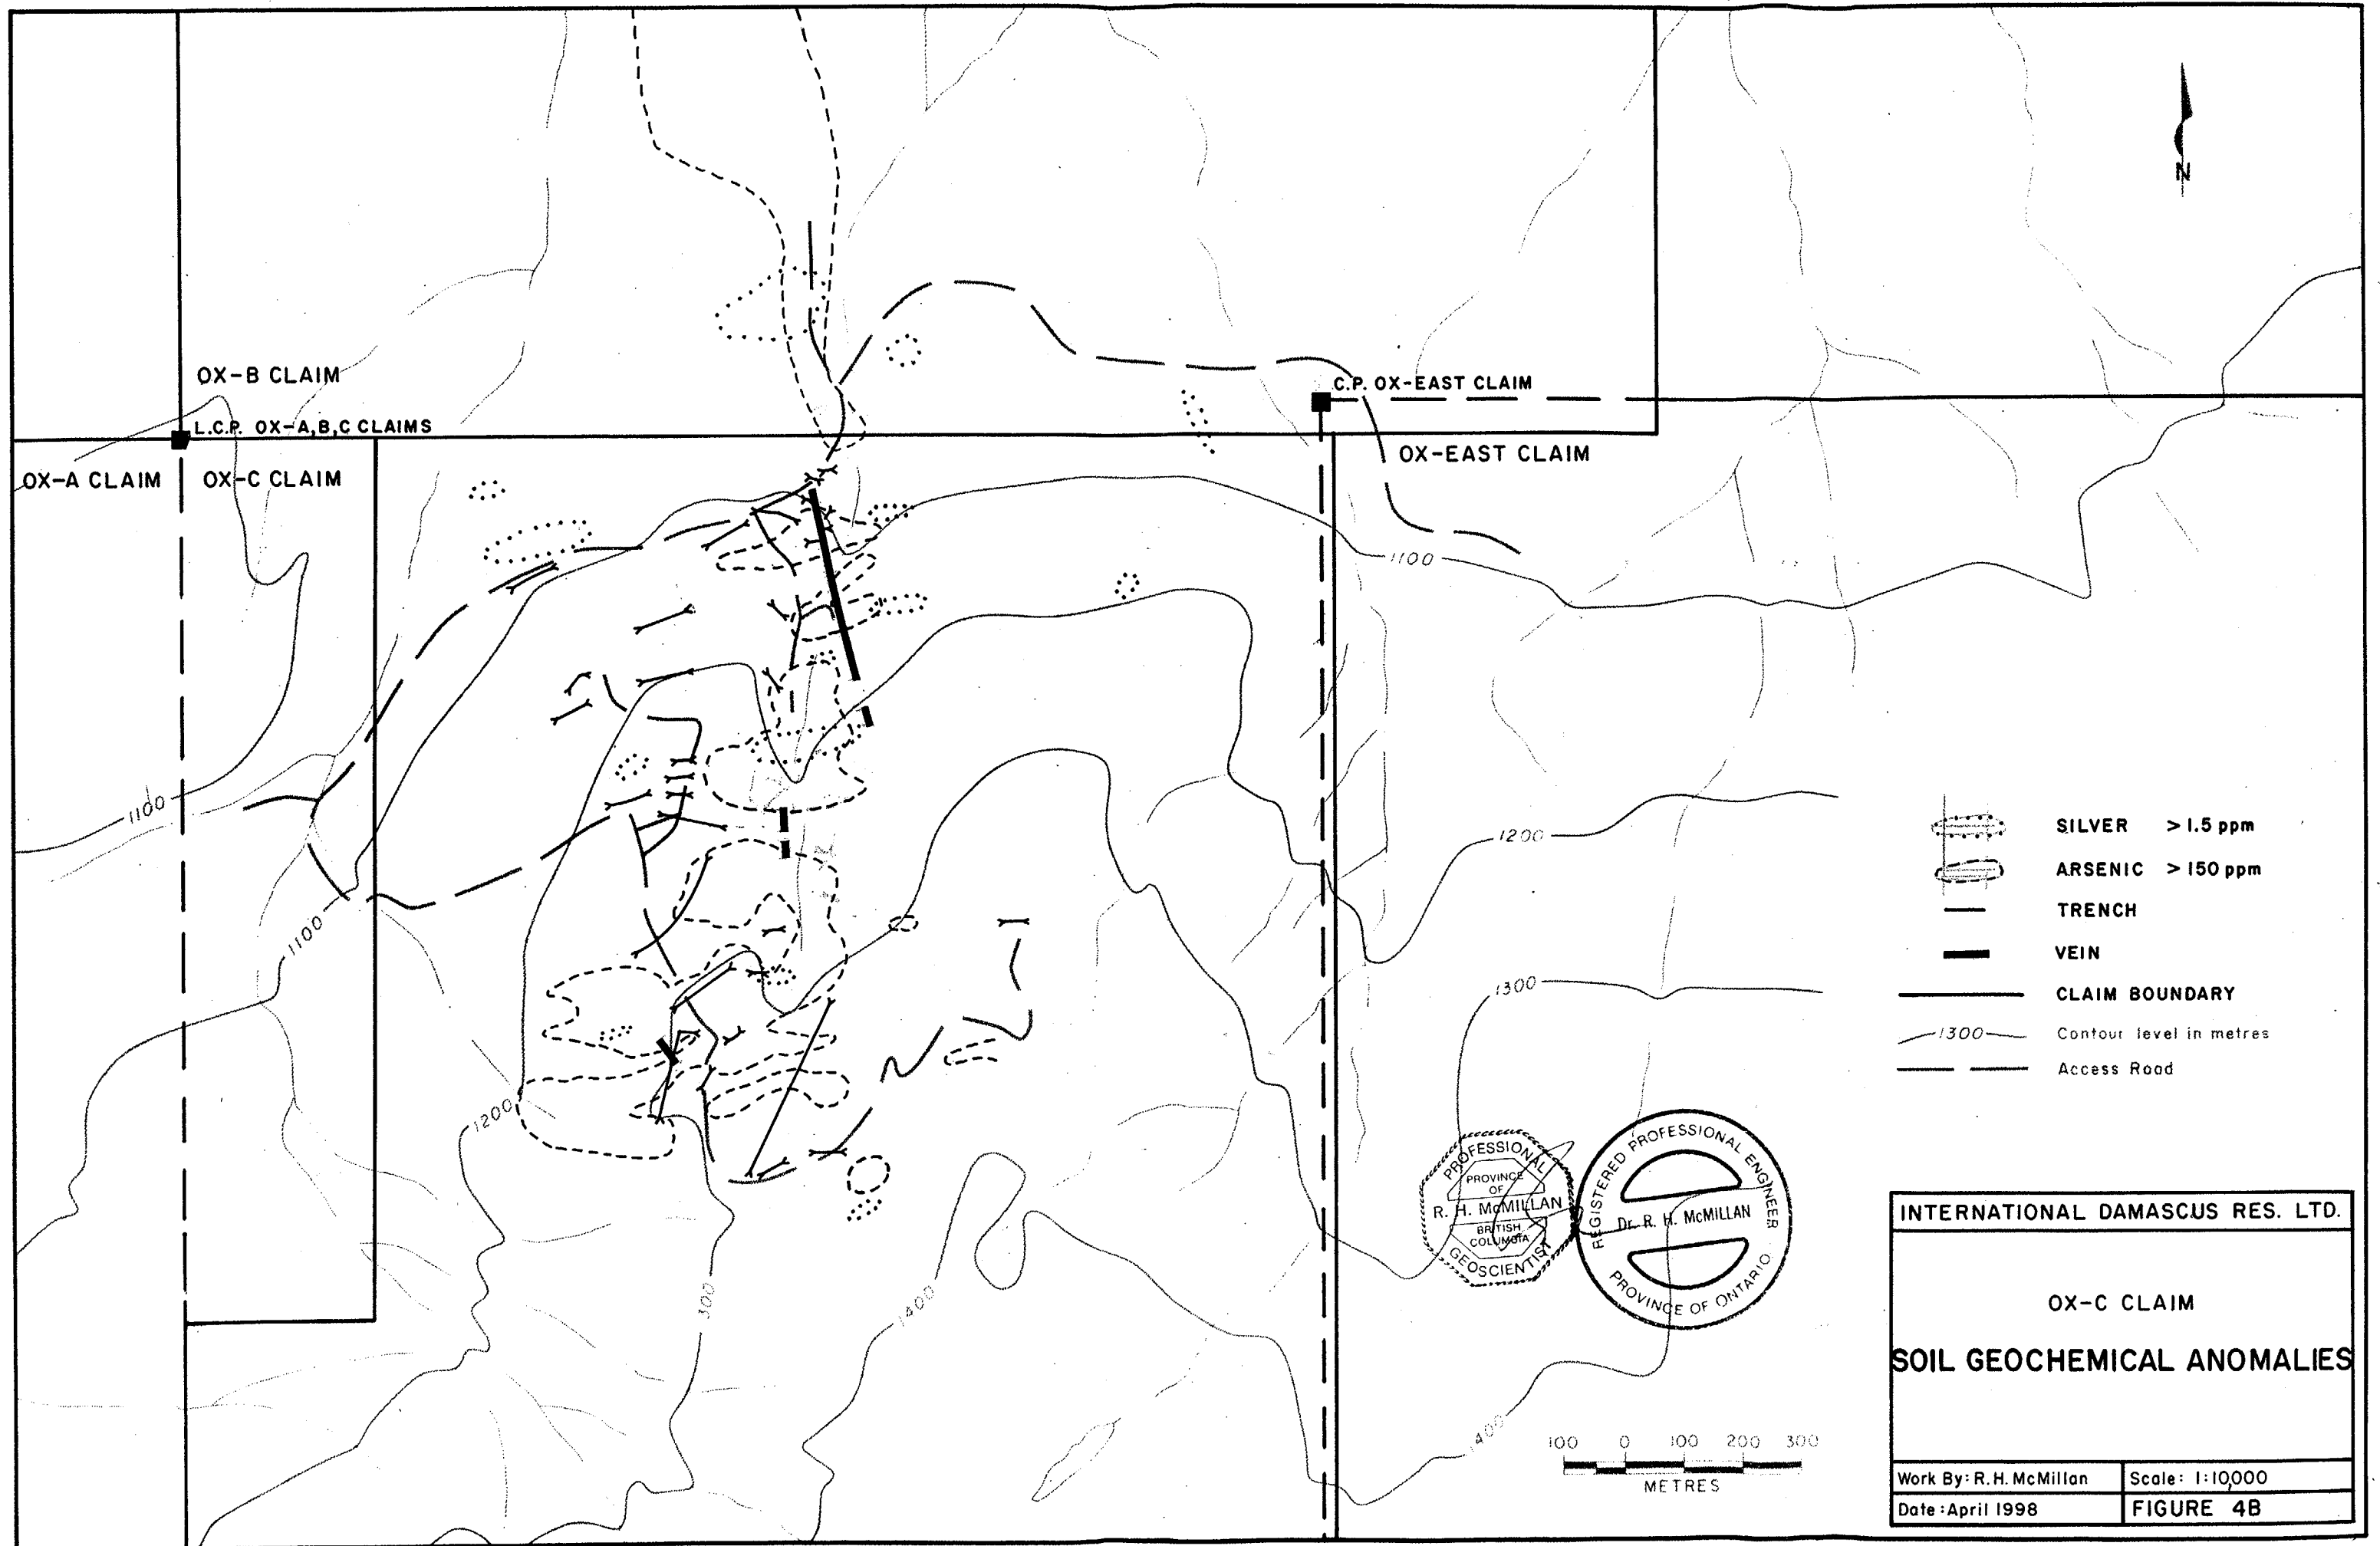 N
OX-B CLAIM
C.P. OX-EAST CLAIM
L.C.P. OX-A,B,C CLAIMS
OX-EAST CLAIM
OX-A CLAIM
OX-C CLAIM
1100
1100
1200
1100
1300
1200
300
1400
1400
SILVER >1.5 ppm
ARSENIC >150 ppm
TRENCH
VEIN
CLAIM BOUNDARY
1300 Contour level in metres
Access Road
PROFESSIONAL
PROVINCE
OF
R. H. McMILLAN
BRITISH
COLUMBIA
GEOSCIENTIST
REGISTERED PROFESSIONAL ENGINEER
Dr. R. H. McMILLAN
PROVINCE OF ONTARIO
100 0 100 200 300
METRES
INTERNATIONAL DAMASCUS RES. LTD.
OX-C CLAIM
SOIL GEOCHEMICAL ANOMALIES
Work By: R.H. McMillan
Scale: 1:10,000
Date: April 1998
FIGURE 4B